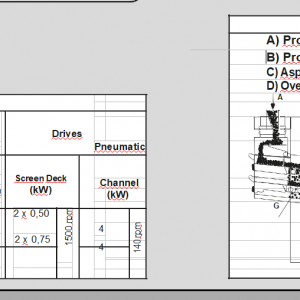 Drives
Pneumatic
Screen Deck
(kW)
Channel
(kW)
2 x 0,50
2 x 0,75
1500 rpm
4
4
140 rpm
A) Pro
B) Pro
C) Asp
D) Ove
A
G